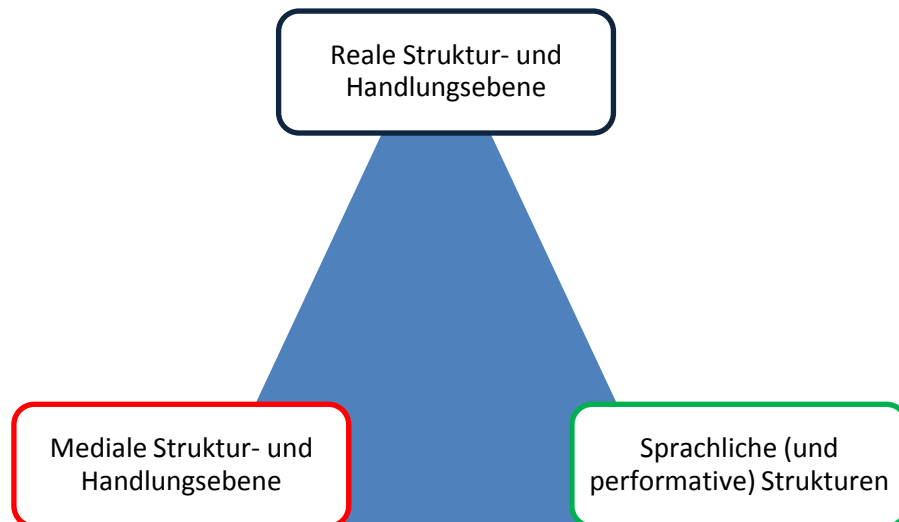 Reale Struktur- und
Handlungsebene
Mediale Struktur- und
Handlungsebene
Sprachliche (und
performative) Strukturen